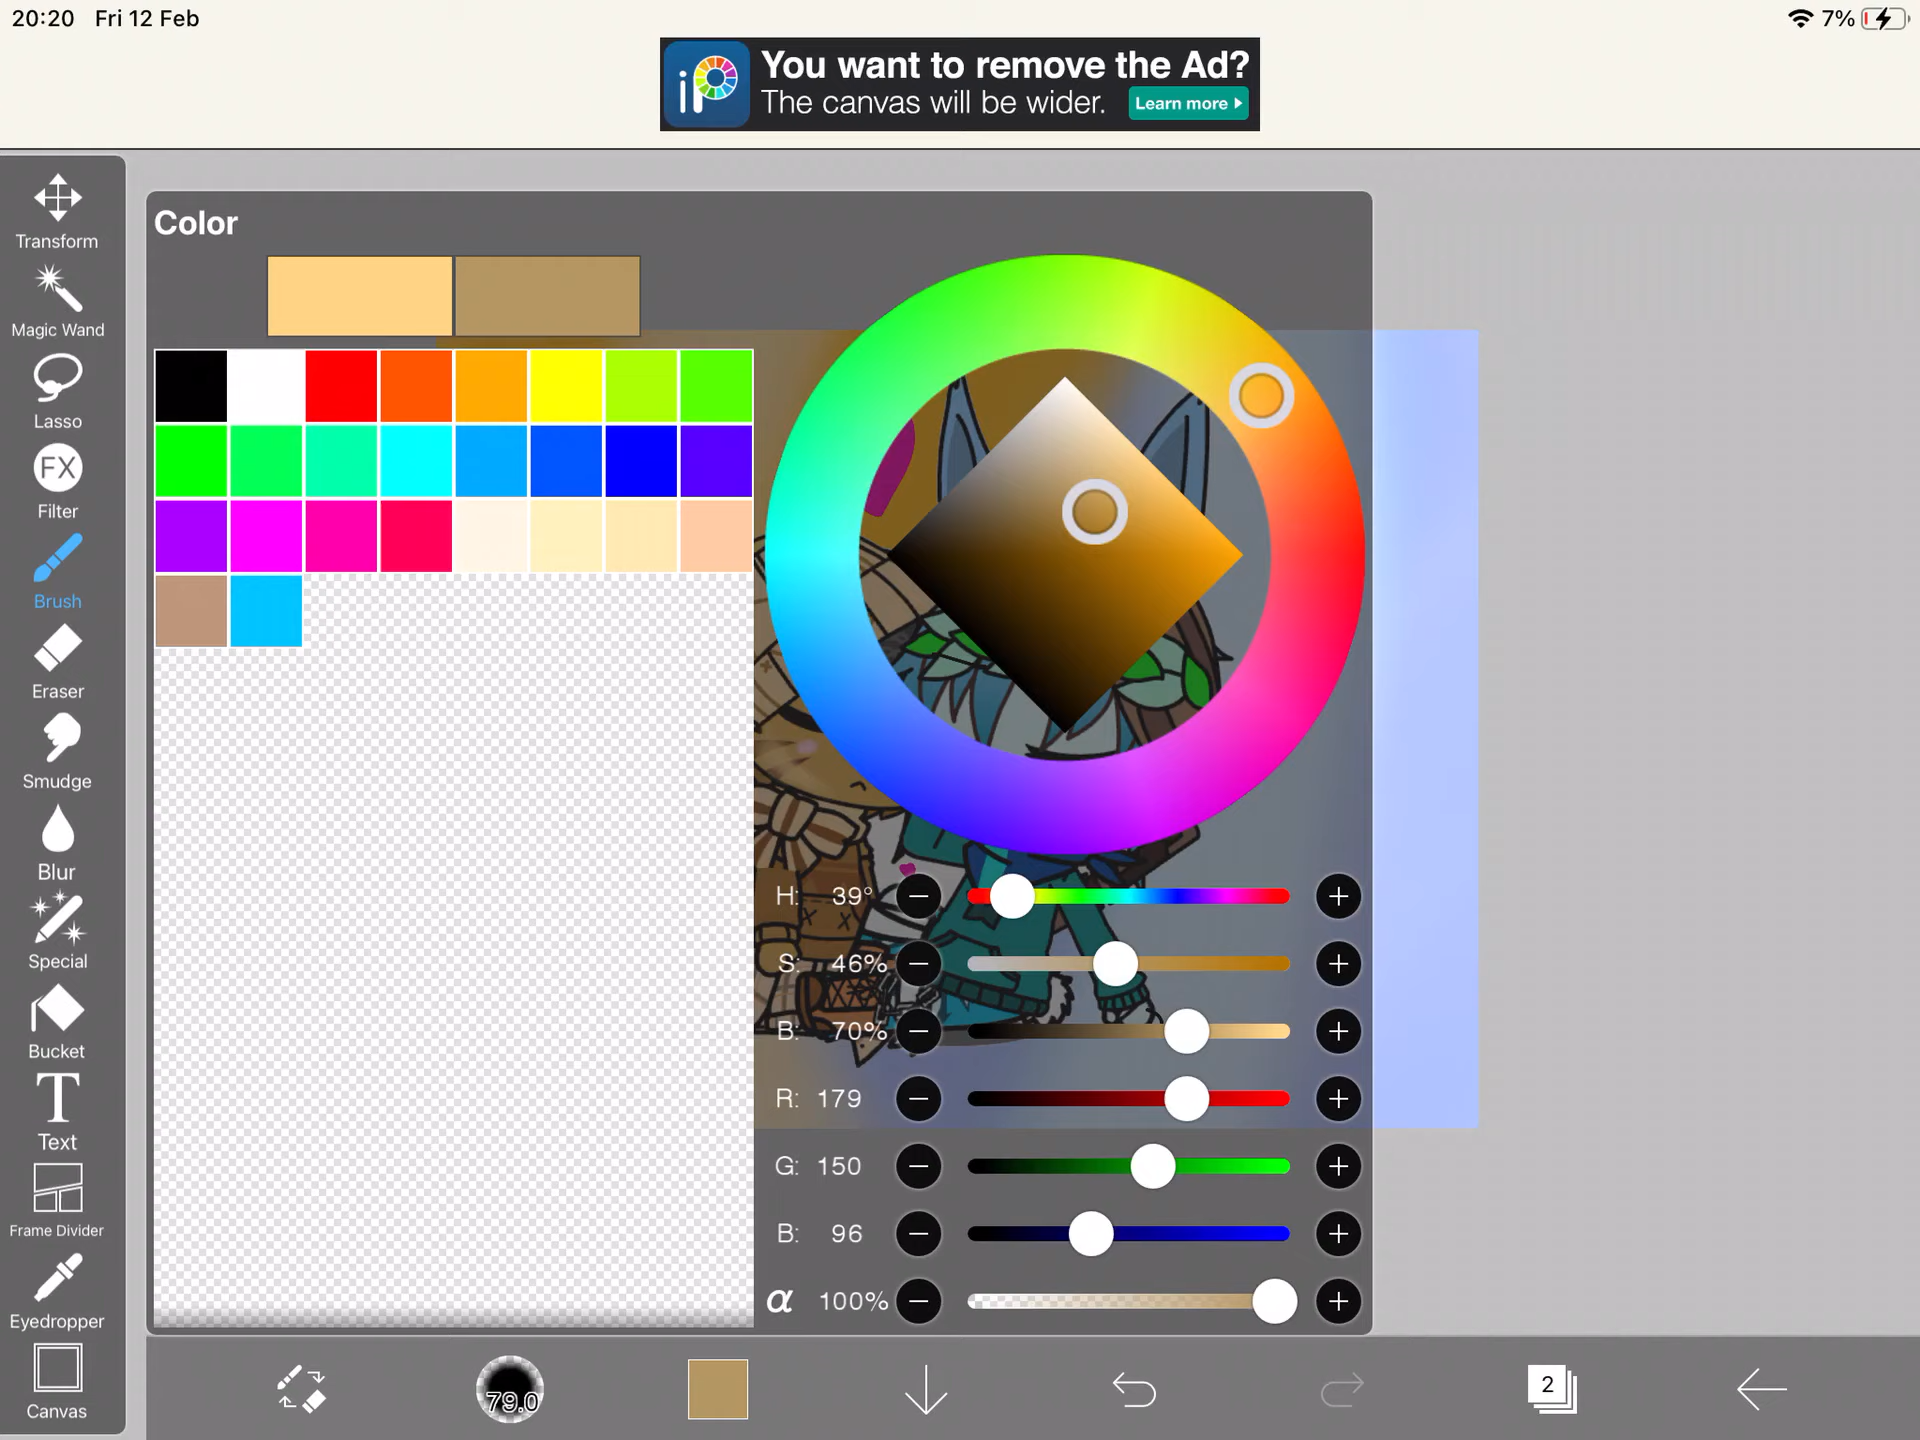 20:20 Fri 12 Feb
7%
iP
You want to remove the Ad?
The canvas will be wider.
Learn more
Transform
Magic Wand
Lasso
FX
Filter
Brush
Eraser
Smudge
Blur
Special
Bucket
T
Text
Frame Divider
Eyedropper
Canvas
Color
H: 39°
S: 46%
B: 70%
R: 179
G: 150
B: 96
α 100%
79.0
2